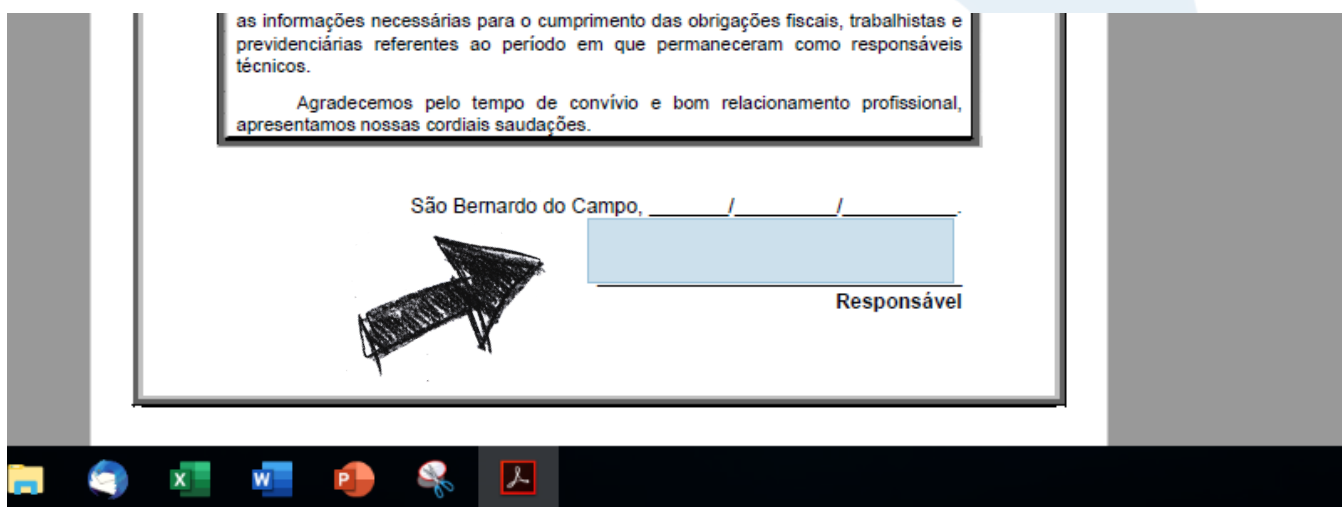 as informações necessárias para o cumprimento das obrigações fiscais, trabalhistas e
previdenciárias referentes ao período em que permaneceram como responsáveis
técnicos.
Agradecemos pelo tempo de convívio e bom relacionamento profissional,
apresentamos nossas cordiais saudações.
São Bernardo do Campo, _______/_________/__________.
Responsável